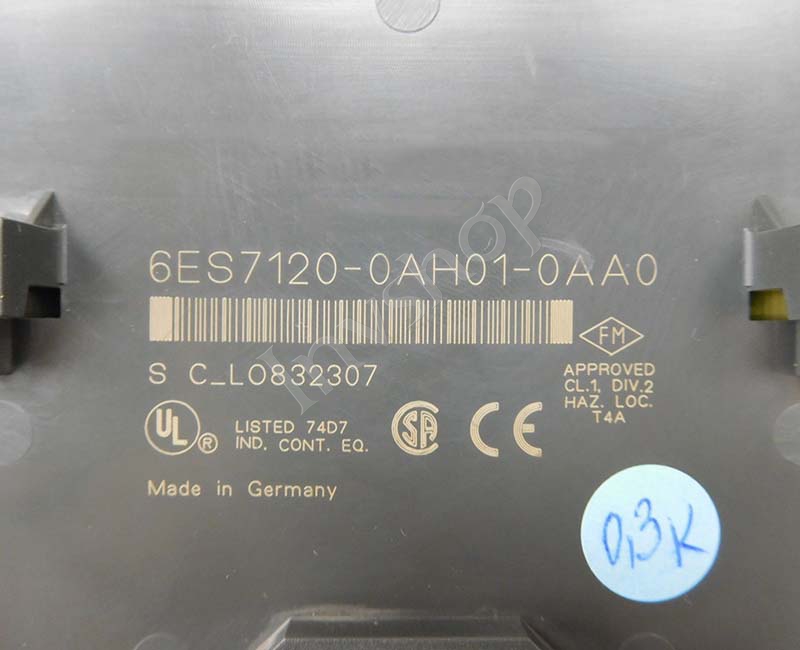 6ES7120-0AH01-0AA0
S C_L0832307
FM
APPROVED
CL.1, DIV.2
HAZ. LOC.
T4A
UL ®
LISTED 74D7
IND. CONT. EQ.
SA
CE
Made in Germany
0,3K
Invshop